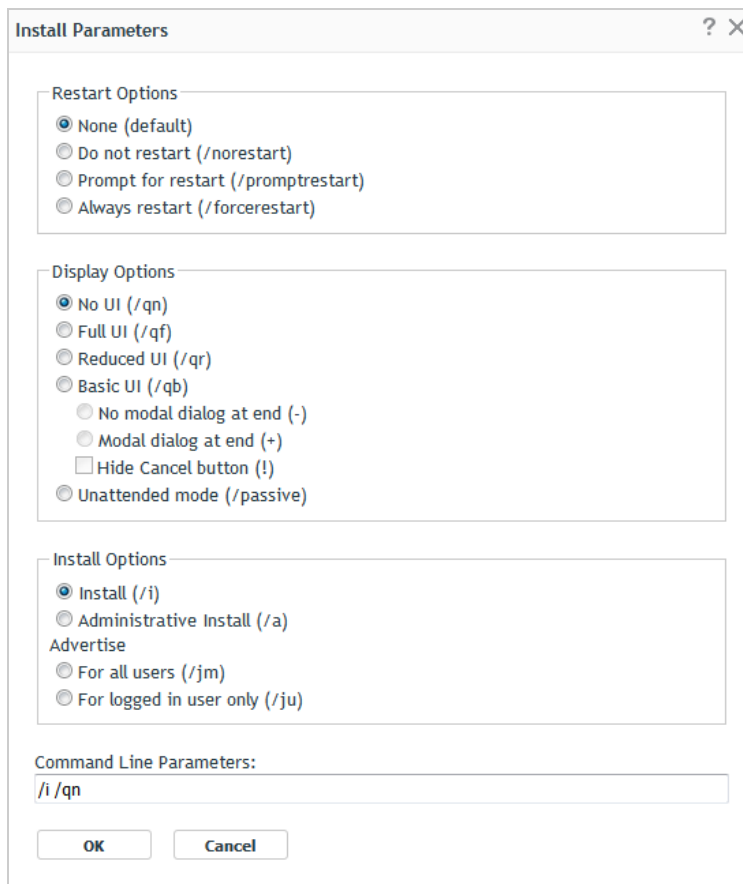 Install Parameters
?
Restart Options
None (default)
Do not restart (/norestart)
Prompt for restart (/promptrestart)
Always restart (/forcerestart)
Display Options
No UI (/qn)
Full UI (/qf)
Reduced UI (/qr)
Basic UI (/qb)
No modal dialog at end (-)
Modal dialog at end (+)
Hide Cancel button (!)
Unattended mode (/passive)
Install Options
Install (/i)
Administrative Install (/a)
Advertise
For all users (/jm)
For logged in user only (/ju)
Command Line Parameters:
/i /qn
OK Cancel